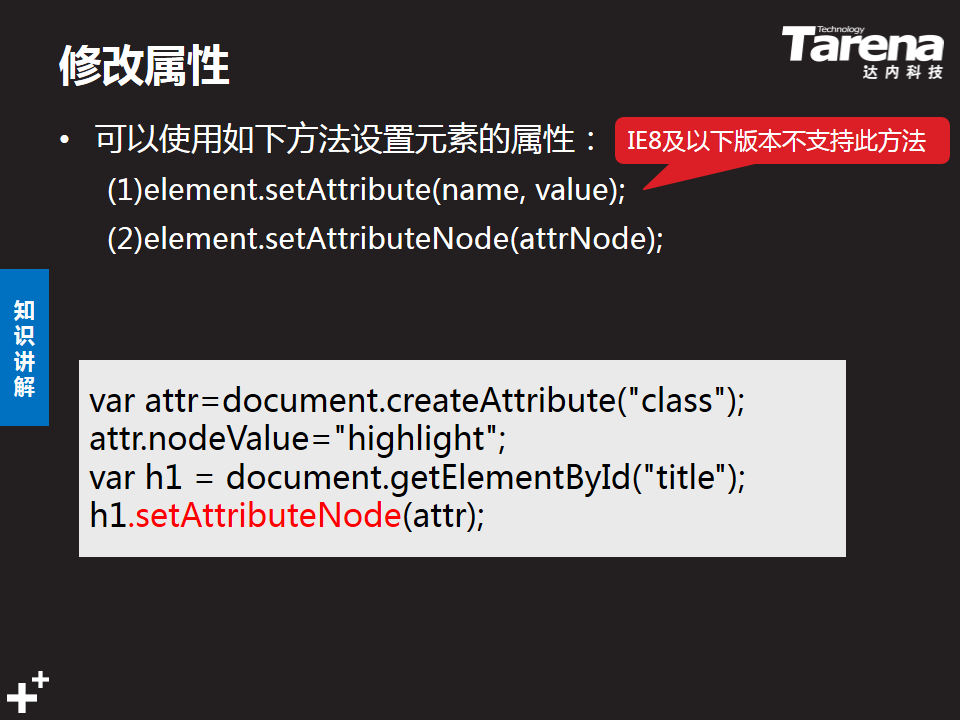 修改属性
Technology
Tarena
达内科技
• 可以使用如下方法设置元素的属性：
IE8及以下版本不支持此方法
(1)element.setAttribute(name, value);
(2)element.setAttributeNode(attrNode);
知识讲解
var attr=document.createAttribute("class");
attr.nodeValue="highlight";
var h1 = document.getElementById("title");
h1.setAttributeNode(attr);